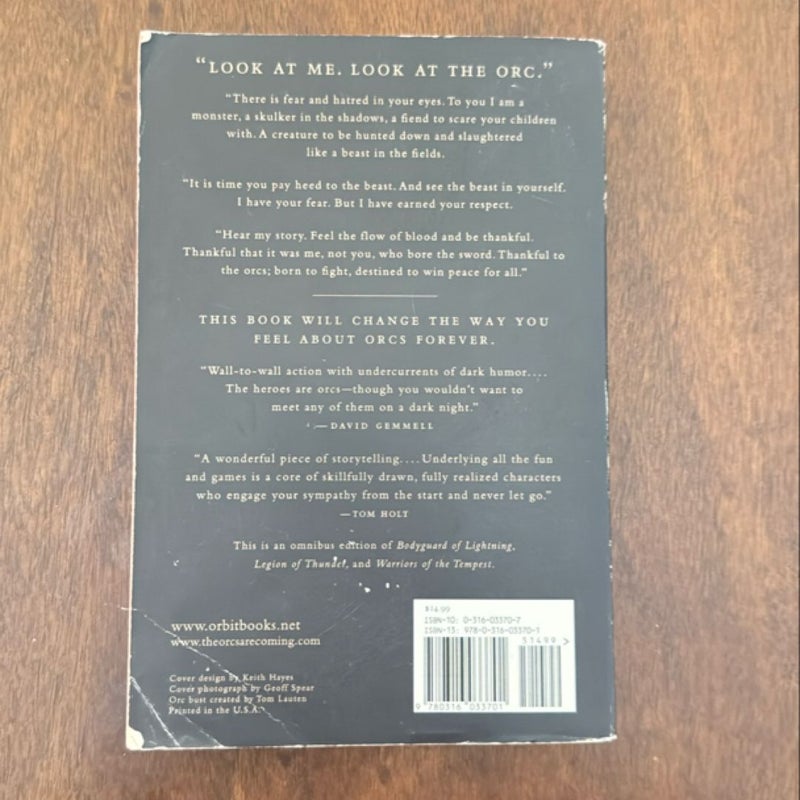 “LOOK AT ME. LOOK AT THE ORC.”
“There is fear and hatred in your eyes. To you I am a
monster, a skulker in the shadows, a fiend to scare your children
with. A creature to be hunted down and slaughtered
like a beast in the fields.
“It is time you pay heed to the beast. And see the beast in yourself.
I have your fear. But I have earned your respect.
“Hear my story. Feel the flow of blood and be thankful.
Thankful that it was me, not you, who bore the sword. Thankful to
the orcs; born to fight, destined to win peace for all.”
THIS BOOK WILL CHANGE THE WAY YOU
FEEL ABOUT ORCS FOREVER.
“Wall-to-wall action with undercurrents of dark humor....
The heroes are orcs—though you wouldn’t want to
meet any of them on a dark night.”
—DAVID GEMMELL
“A wonderful piece of storytelling....Underlying all the fun
and games is a core of skillfully drawn, fully realized characters
who engage your sympathy from the start and never let go.”
—TOM HOLT
This is an omnibus edition of Bodyguard of Lightning,
Legion of Thunder, and Warriors of the Tempest.
www.orbitbooks.net
www.theorcsarecoming.com
Cover design by Keith Hayes
Cover photograph by Geoff Spear
Orc bust created by Tom Lauten
Printed in the U.S.A.
$14.99
ISBN-10: 0-316-03370-7
ISBN-13: 978-0-316-03370-1
51499 >
9 780316 033701